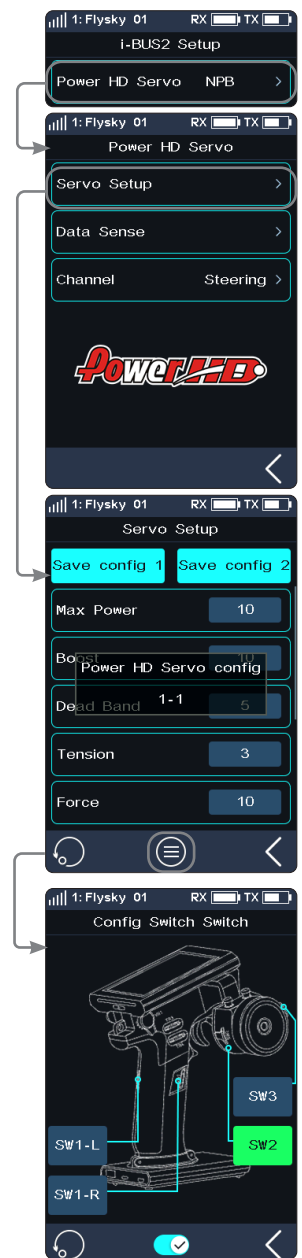 1: Flysky 01 RX TX
i-BUS2 Setup
Power HD Servo NPB >
1: Flysky 01 RX TX
Power HD Servo
Servo Setup >
Data Sense >
Channel Steering >
Power HD
1: Flysky 01 RX TX
Servo Setup
Save config 1 Save config 2
Max Power 10
Boost 10
Power HD Servo config
1-1
Dead Band 5
Tension 3
Force 10
1: Flysky 01 RX TX
Config Switch Switch
SW3
SW1-L SW2
SW1-R